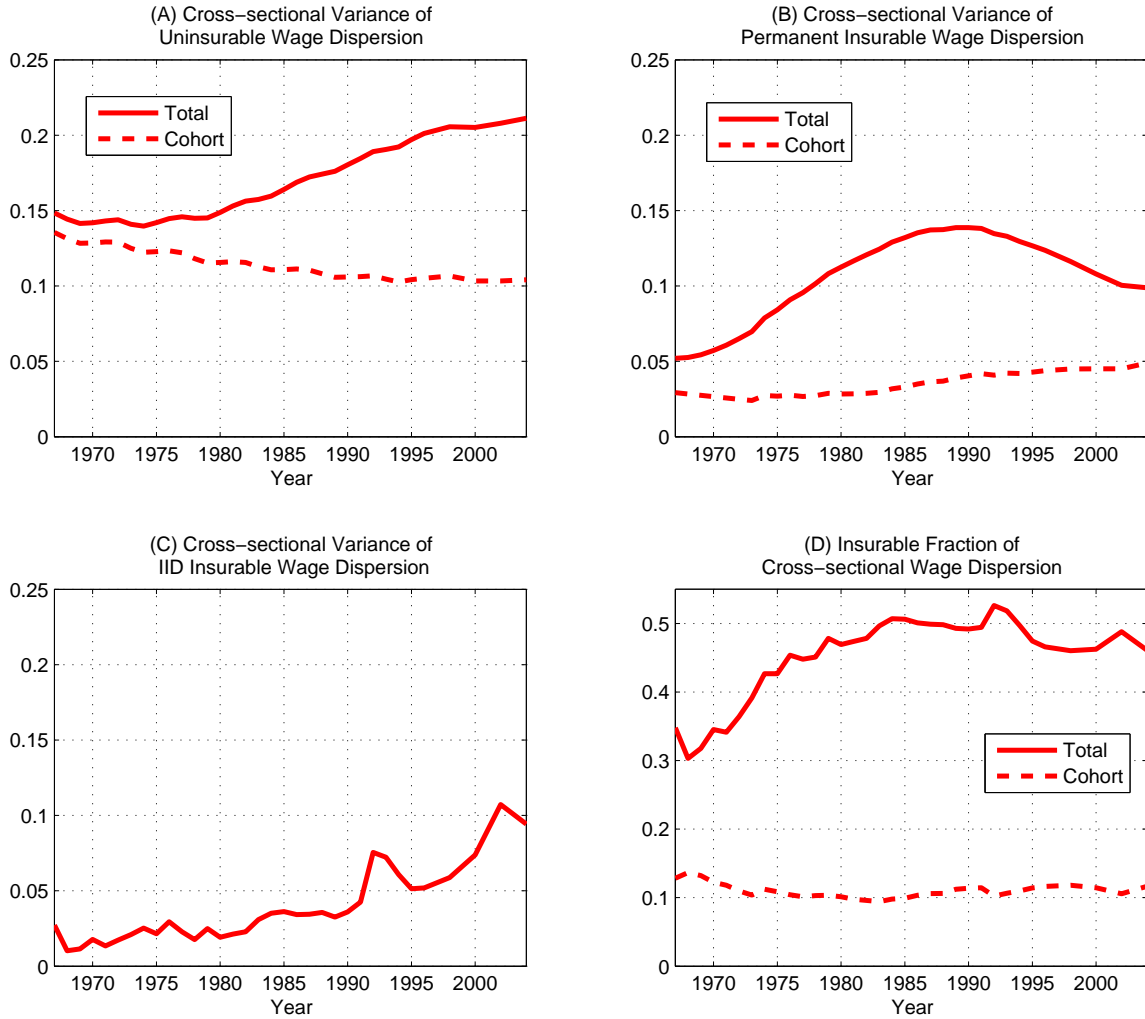 (A) Cross−sectional Variance of
Uninsurable Wage Dispersion
0.25
0.2
0.15
0.1
0.05
0
Total
Cohort
1970 1975 1980 1985 1990 1995 2000
Year
(B) Cross−sectional Variance of
Permanent Insurable Wage Dispersion
0.25
0.2
0.15
0.1
0.05
0
Total
Cohort
1970 1975 1980 1985 1990 1995 2000
Year
(C) Cross−sectional Variance of
IID Insurable Wage Dispersion
0.25
0.2
0.15
0.1
0.05
0
1970 1975 1980 1985 1990 1995 2000
Year
(D) Insurable Fraction of
Cross−sectional Wage Dispersion
0.5
0.4
0.3
0.2
0.1
0
Total
Cohort
1970 1975 1980 1985 1990 1995 2000
Year